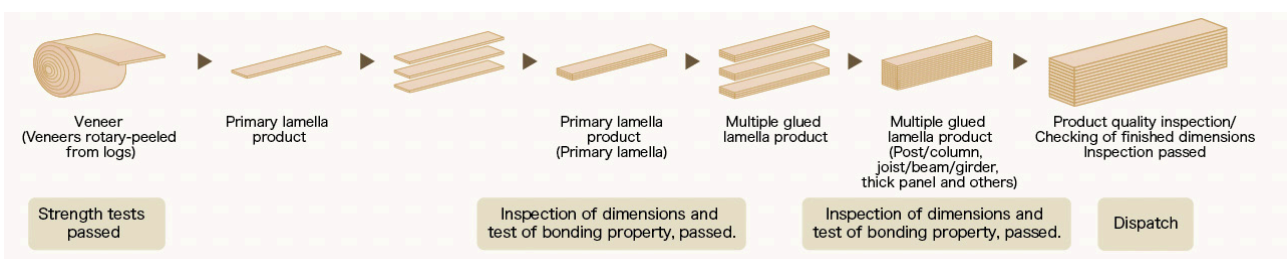 Veneer
(Veneers rotary-peeled
from logs)
Primary lamella
product
Primary lamella
product
(Primary lamella)
Multiple glued
lamella product
Multiple glued
lamella product
(Post/column,
joist/beam/girder,
thick panel and others)
Product quality inspection/
Checking of finished dimensions
Inspection passed
Strength tests
passed
Inspection of dimensions and
test of bonding property, passed.
Inspection of dimensions and
test of bonding property, passed.
Dispatch